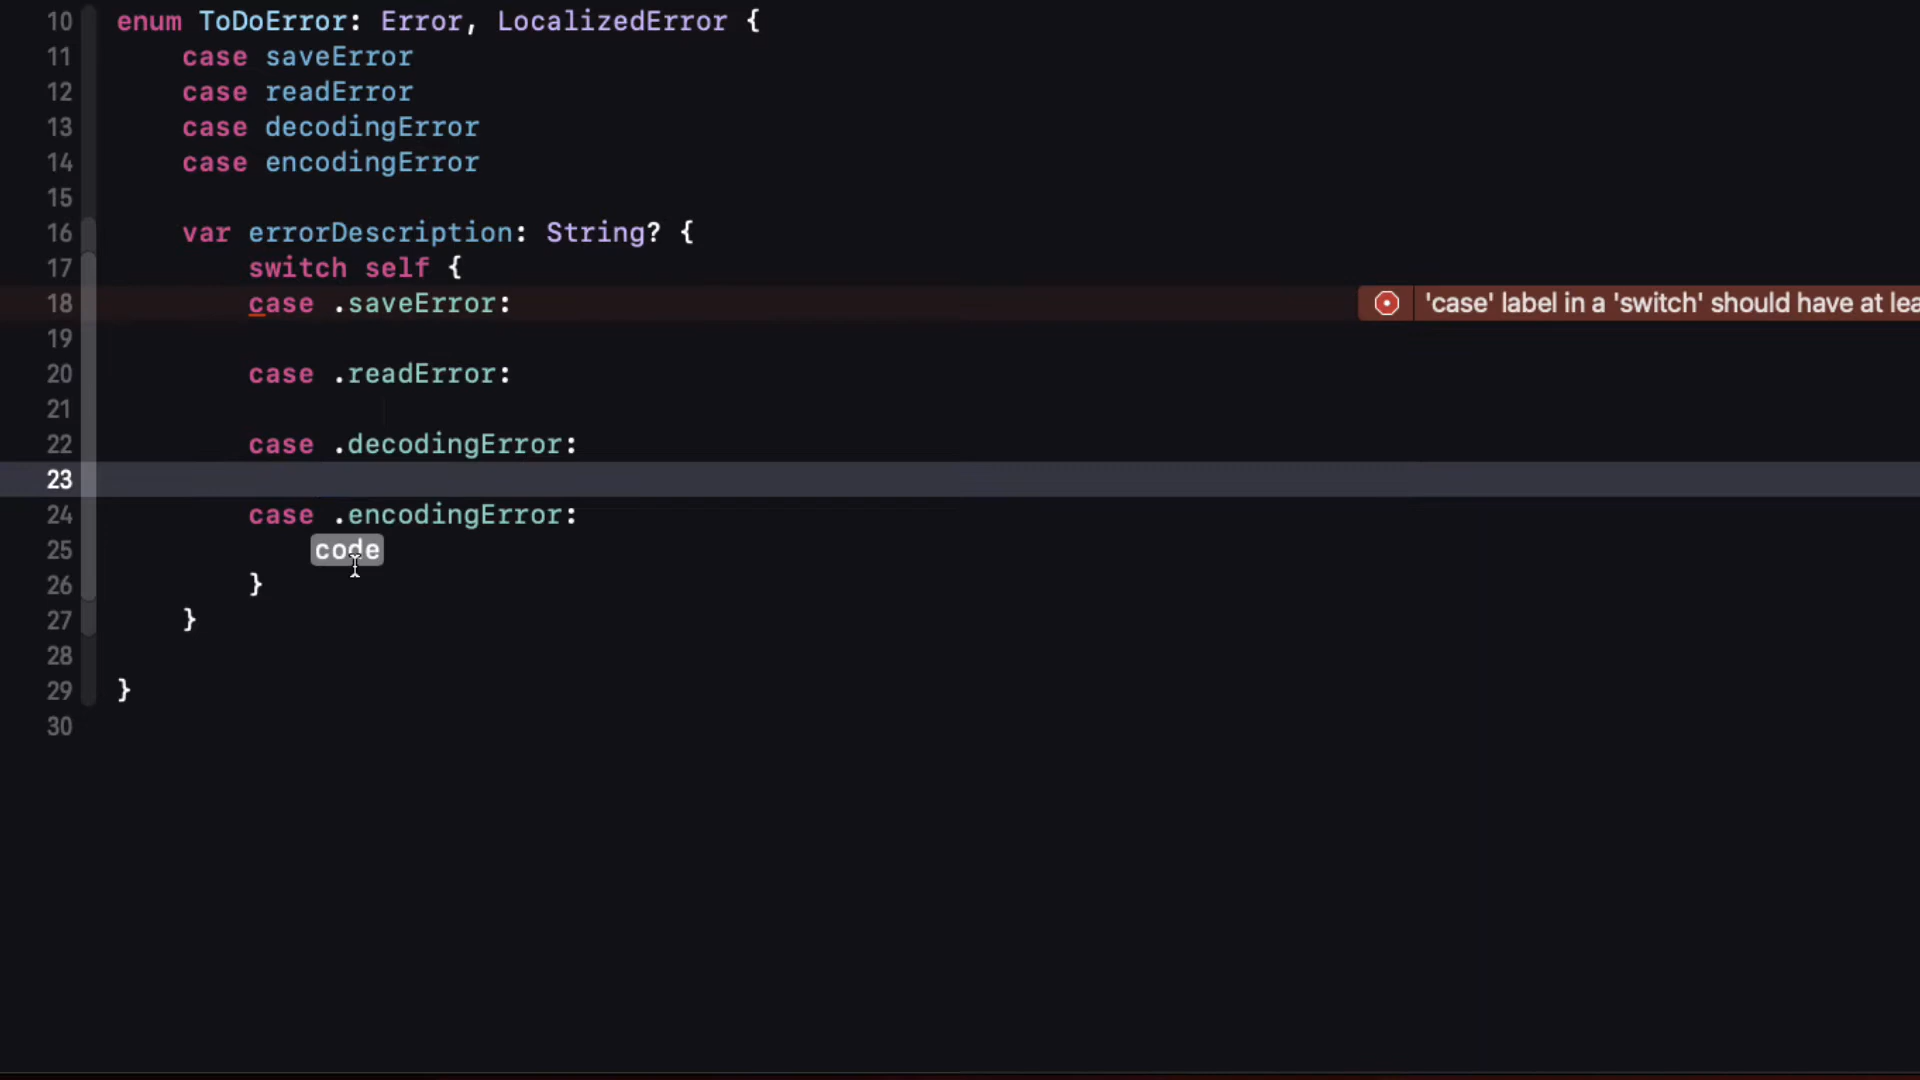 10 enum ToDoError: Error, LocalizedError {
11 case saveError
12 case readError
13 case decodingError
14 case encodingError
15
16 var errorDescription: String? {
17 switch self {
18 case .saveError: 'case' label in a 'switch' should have at
19
20 case .readError:
21
22 case .decodingError:
23
24 case .encodingError:
25 code
26 }
27 }
28
29 }
30